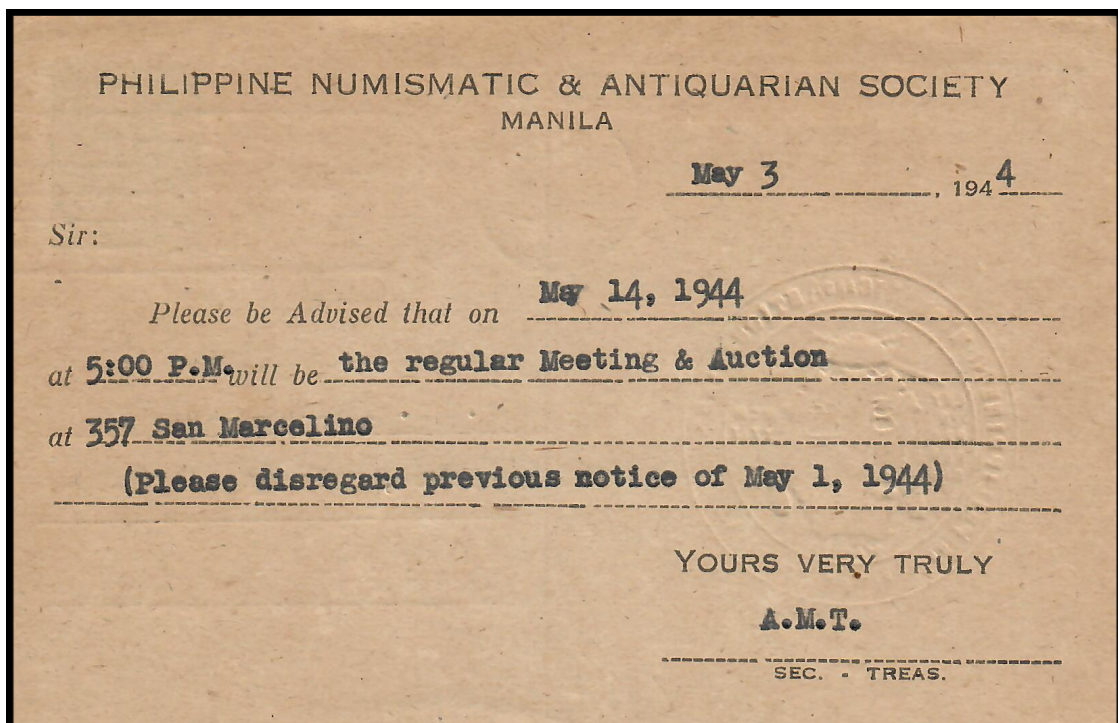 PHILIPPINE NUMISMATIC & ANTIQUARIAN SOCIETY
MANILA
May 3, 1944
Sir:
Please be Advised that on May 14, 1944
at 5:00 P.M. will be the regular Meeting & Auction
at 357 San Marcelino
(Please disregard previous notice of May 1, 1944)
YOURS VERY TRULY
A.M.T.
SEC. - TREAS.